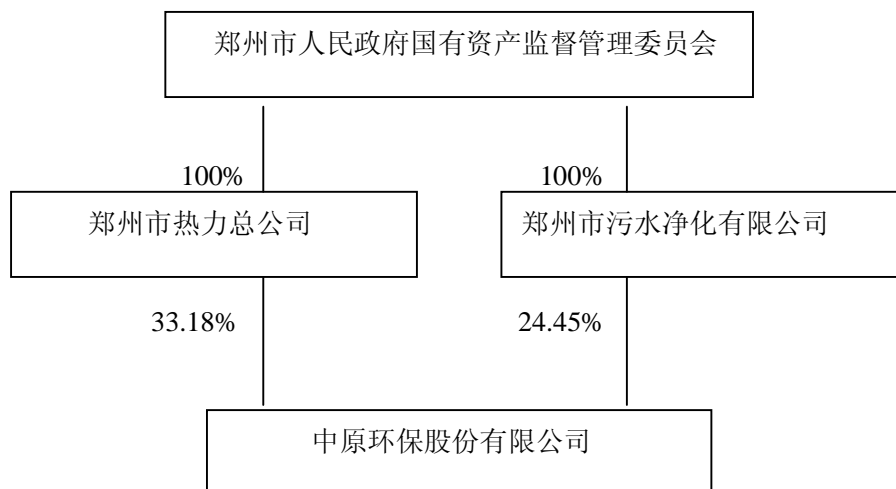 郑州市人民政府国有资产监督管理委员会
100%
100%
郑州市热力总公司
郑州市污水净化有限公司
33.18%
24.45%
中原环保股份有限公司